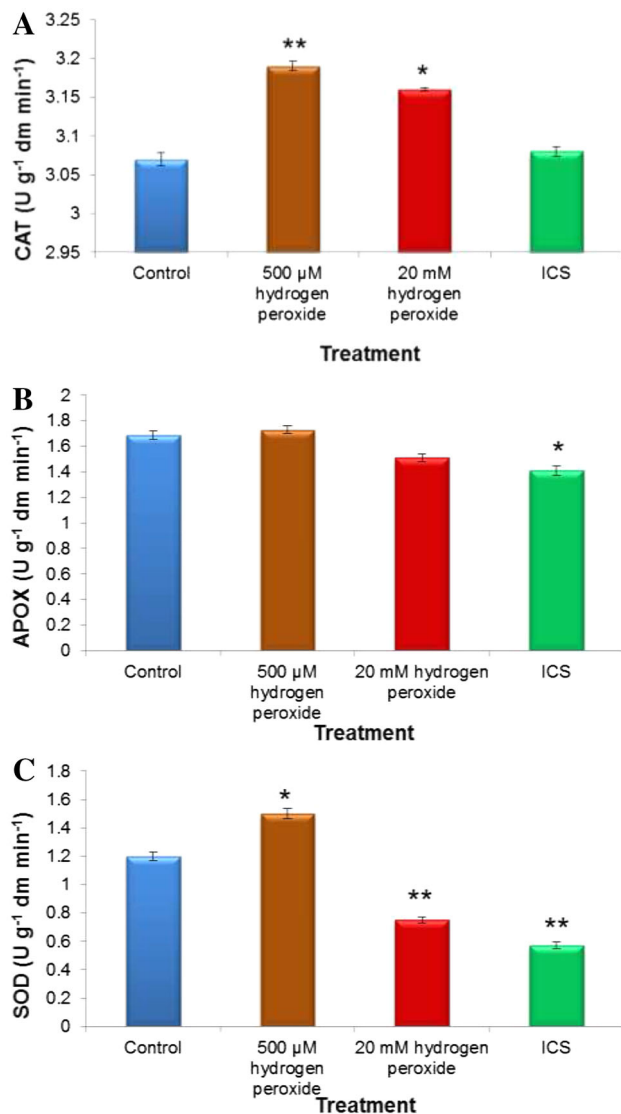 A
CAT (U g⁻¹ dm min⁻¹)
3.25
3.2
3.15
3.1
3.05
3
2.95
**
*
Control
500 µM
hydrogen
peroxide
20 mM
hydrogen
peroxide
ICS
Treatment
B
APOX (U g⁻¹ dm min⁻¹)
2
1.8
1.6
1.4
1.2
1
0.8
0.6
0.4
0.2
0
*
Control
500 µM
hydrogen
peroxide
20 mM hydrogen
peroxide
ICS
Treatment
C
SOD (U g⁻¹ dm min⁻¹)
1.8
1.6
1.4
1.2
1
0.8
0.6
0.4
0.2
0
*
**
**
Control
500 µM
hydrogen
peroxide
20 mM hydrogen
peroxide
ICS
Treatment